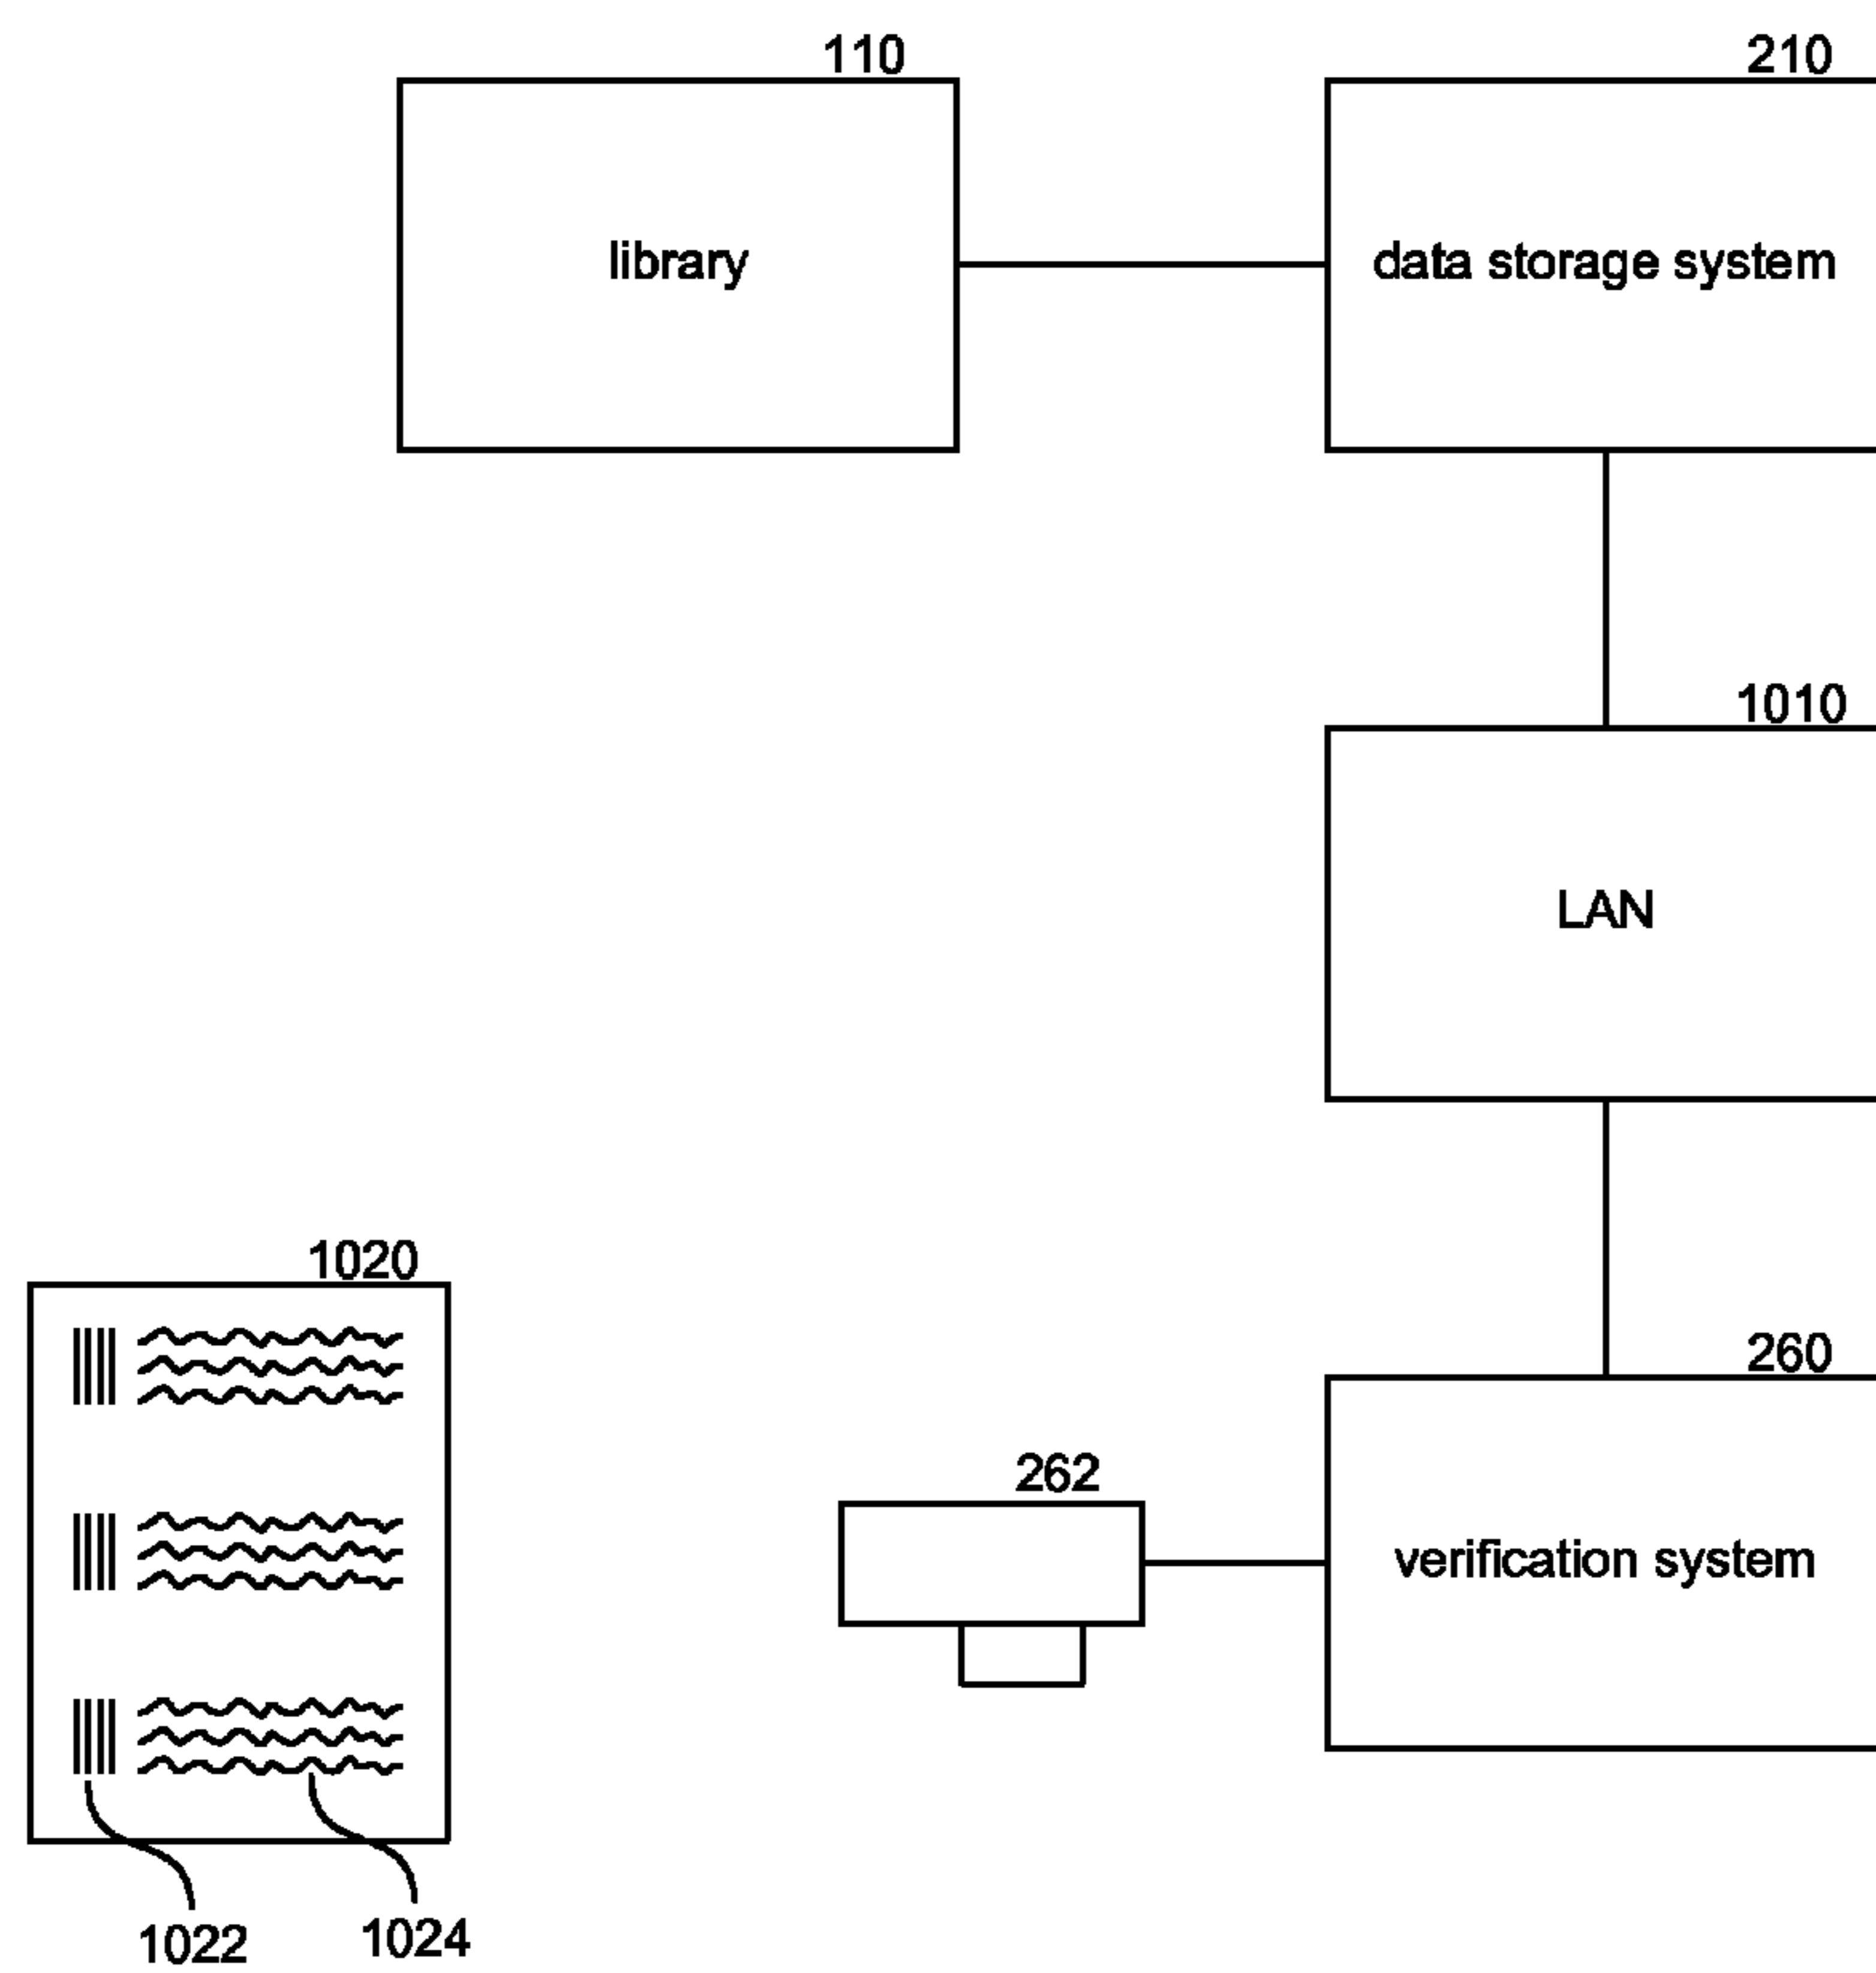 110
210
library
data storage system
1010
LAN
1020
260
262
verification system
1022
1024